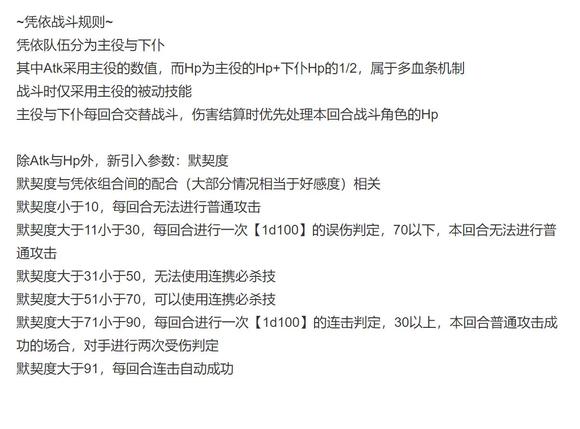 ~凭依战斗规则~
凭依队伍分为主役与下仆
其中Atk采用主役的数值，而Hp为主役的Hp+下仆Hp的1/2，属于多血条机制
战斗时仅采用主役的被动技能
主役与下仆每回合交替战斗，伤害结算时优先处理本回合战斗角色的Hp
除Atk与Hp外，新引入参数：默契度
默契度与凭依组合间的配合（大部分情况相当于好感度）相关
默契度小于10，每回合无法进行普通攻击
默契度大于11小于30，每回合进行一次【1d100】的误伤判定，70以下，本回合无法进行普
通攻击
默契度大于31小于50，无法使用连携必杀技
默契度大于51小于70，可以使用连携必杀技
默契度大于71小于90，每回合进行一次【1d100】的连击判定，30以上，本回合普通攻击成
功的场合，对手进行两次受伤判定
默契度大于91，每回合连击自动成功